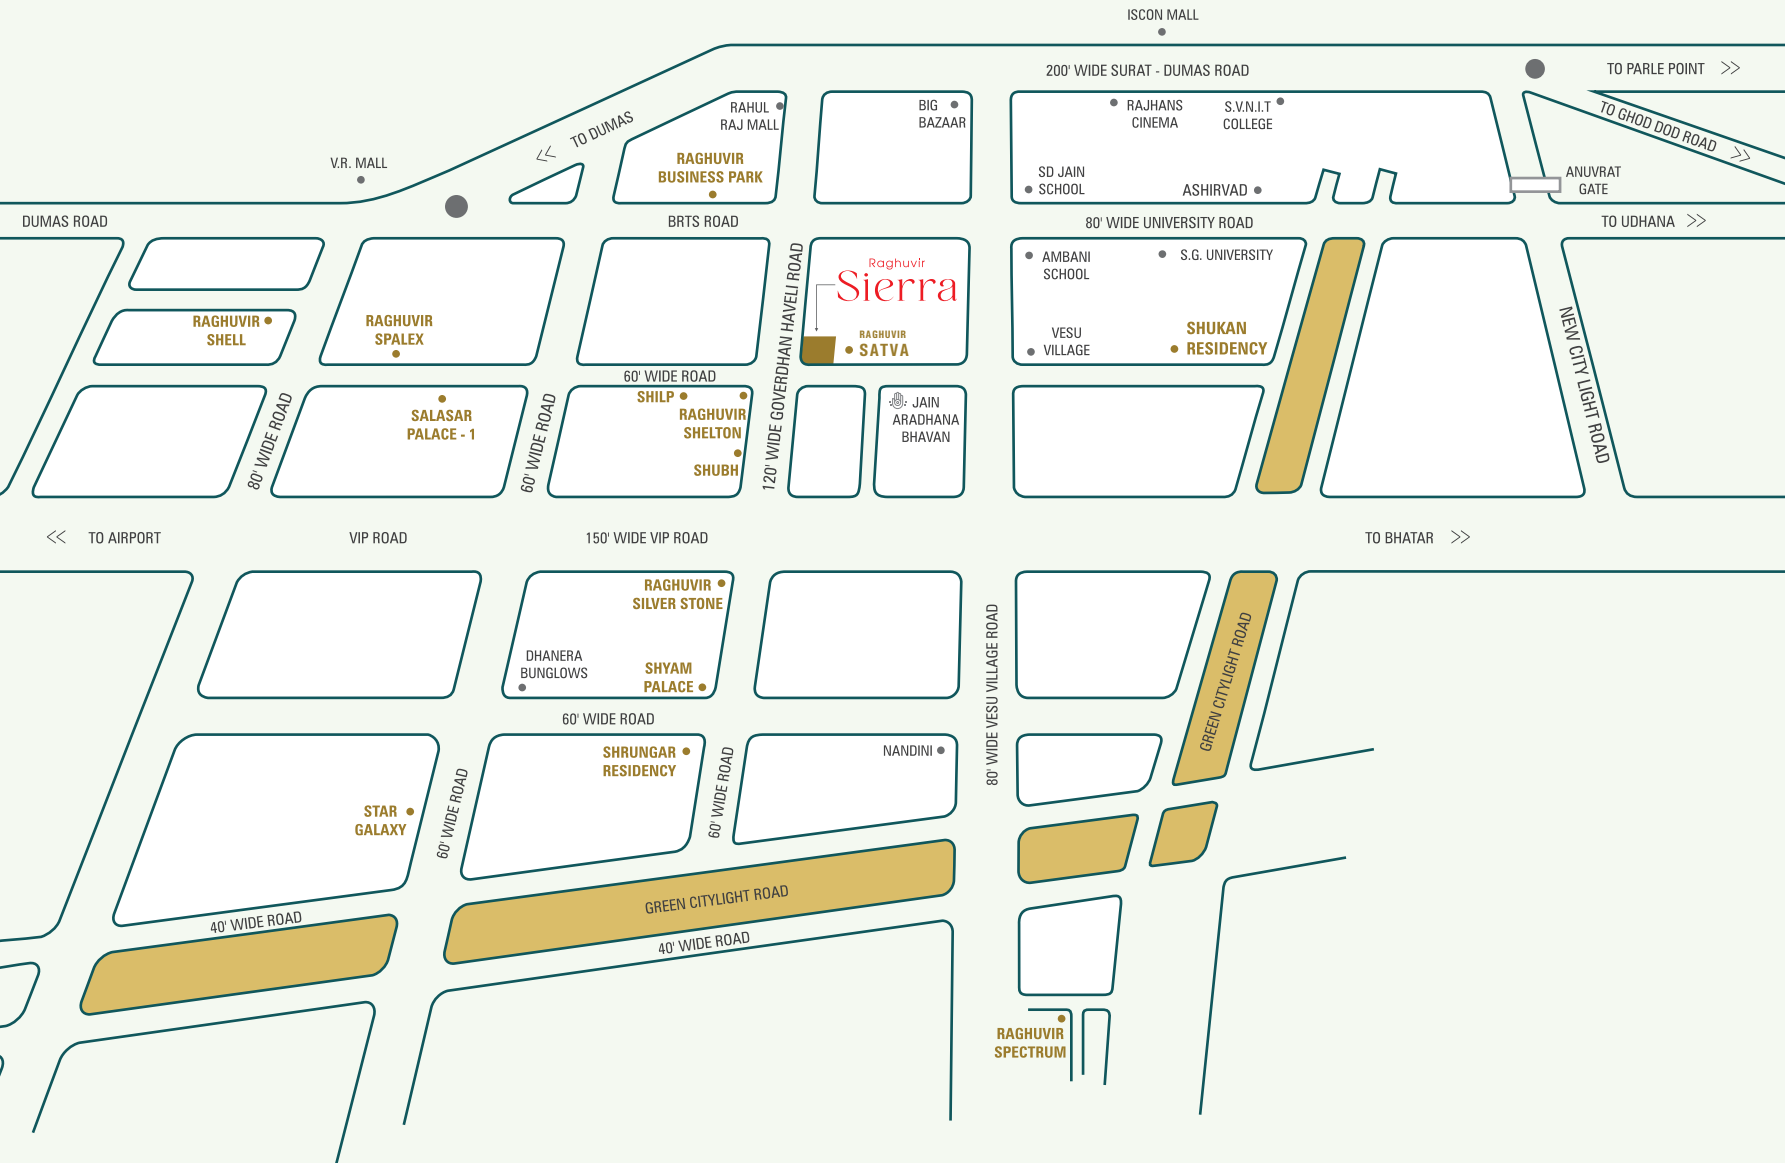 ISCON MALL
200' WIDE SURAT - DUMAS ROAD
TO PARLE POINT >>
TO GHOD DOD ROAD >>
<< TO DUMAS
RAHUL
RAJ MALL
BIG
BAZAAR
RAJHANS
CINEMA
S.V.N.I.T
COLLEGE
V.R. MALL
RAGHUVIR
BUSINESS PARK
SD JAIN
SCHOOL
ASHIRVAD
ANUVRAT
GATE
DUMAS ROAD
BRTS ROAD
80' WIDE UNIVERSITY ROAD
TO UDHANA >>
120' WIDE GOVERDHAN HAVELI ROAD
Raghuvir
Sierra
AMBANI
SCHOOL
S.G. UNIVERSITY
RAGHUVIR
SHELL
RAGHUVIR
SPALEX
RAGHUVIR
SATVA
VESU
VILLAGE
SHUKAN
RESIDENCY
NEW CITY LIGHT ROAD
60' WIDE ROAD
80' WIDE ROAD
SALASAR
PALACE - 1
60' WIDE ROAD
SHILP
RAGHUVIR
SHELTON
SHUBH
JAIN
ARADHANA
BHAVAN
<< TO AIRPORT
VIP ROAD
150' WIDE VIP ROAD
TO BHATAR >>
RAGHUVIR
SILVER STONE
DHANERA
BUNGLOWS
SHYAM
PALACE
80' WIDE VESU VILLAGE ROAD
GREEN CITYLIGHT ROAD
60' WIDE ROAD
SHRUNGAR
RESIDENCY
NANDINI
60' WIDE ROAD
60' WIDE ROAD
STAR
GALAXY
40' WIDE ROAD
GREEN CITYLIGHT ROAD
40' WIDE ROAD
RAGHUVIR
SPECTRUM